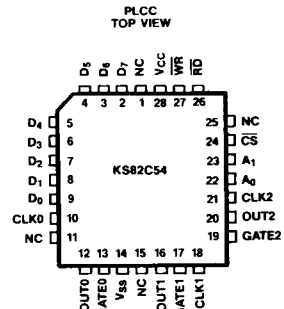 PLCC
TOP VIEW
D5 D6 D7 NC VCC WR RD
4 3 2 1 28 27 26
D4 5 25 NC
D3 6 24 CS
D2 7 23 A1
D1 8 KS82C54 22 A0
D0 9 21 CLK2
CLK0 10 20 OUT2
NC 11 19 GATE2
12 13 14 15 16 17 18
OUT0 GATE0 VSS NC OUT1 GATE1 CLK1